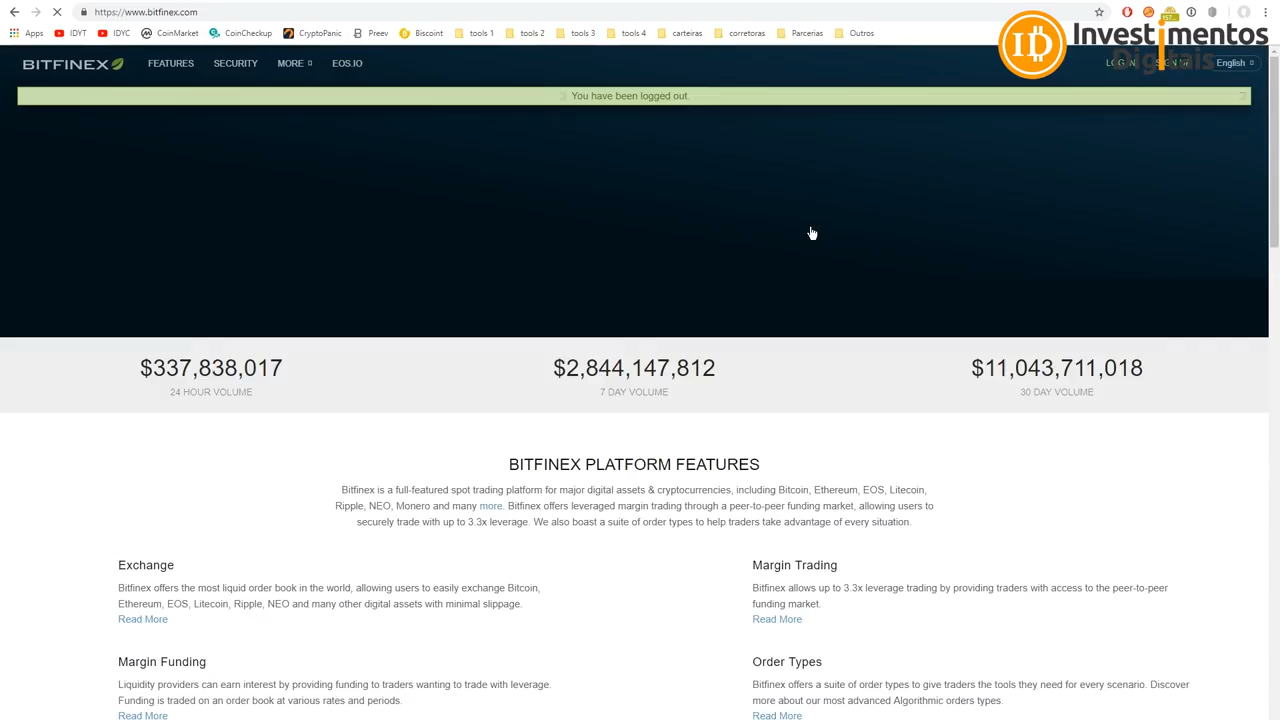 https://www.bitfinex.com
Apps IDYT IDYC CoinMarket CoinCheckup CryptoPanic Preev Biscoint tools 1 tools 2 tools 3 tools 4 carteiras corretoras Parcerias Outros
ID Investimentos
Digitais
BITFINEX FEATURES SECURITY MORE EOS.IO English
You have been logged out.
$337,838,017 $2,844,147,812 $11,043,711,018
24 HOUR VOLUME 7 DAY VOLUME 30 DAY VOLUME
BITFINEX PLATFORM FEATURES
Bitfinex is a full-featured spot trading platform for major digital assets & cryptocurrencies, including Bitcoin, Ethereum, EOS, Litecoin,
Ripple, NEO, Monero and many more. Bitfinex offers leveraged margin trading through a peer-to-peer funding market, allowing users to
securely trade with up to 3.3x leverage. We also boast a suite of order types to help traders take advantage of every situation.
Exchange
Bitfinex offers the most liquid order book in the world, allowing users to easily exchange Bitcoin,
Ethereum, EOS, Litecoin, Ripple, NEO and many other digital assets with minimal slippage.
Read More
Margin Trading
Bitfinex allows up to 3.3x leverage trading by providing traders with access to the peer-to-peer
funding market.
Read More
Margin Funding
Liquidity providers can earn interest by providing funding to traders wanting to trade with leverage.
Funding is traded on an order book at various rates and periods.
Read More
Order Types
Bitfinex offers a suite of order types to give traders the tools they need for every scenario. Discover
more about our most advanced Algorithmic orders types.
Read More